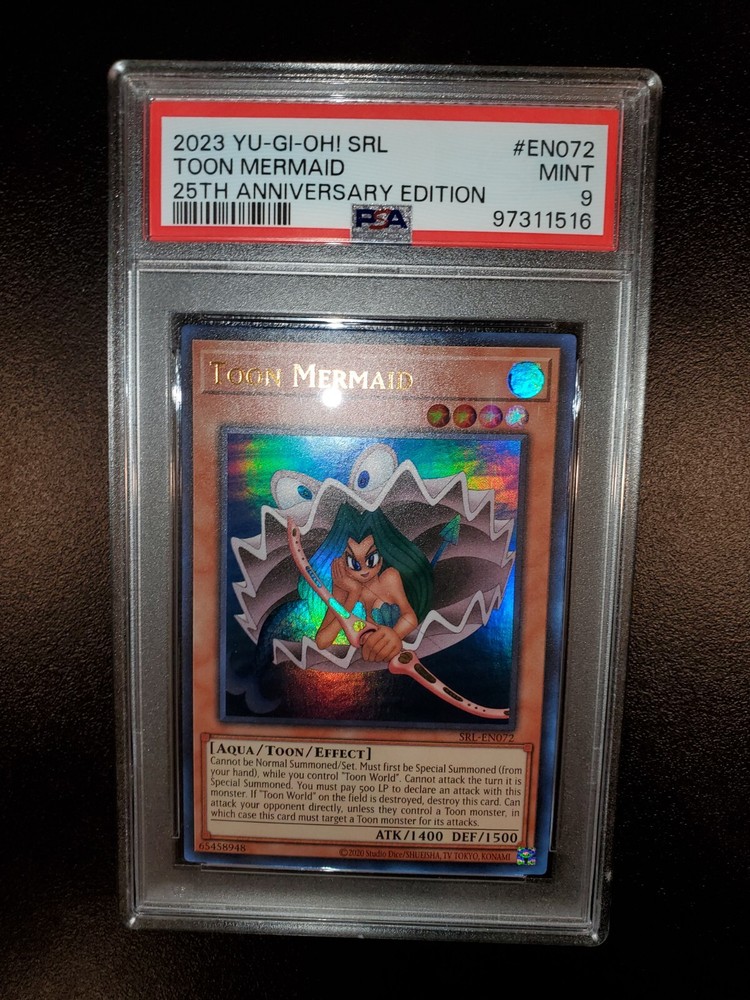 2023 YU-GI-OH! SRL #EN072
TOON MERMAID MINT
25TH ANNIVERSARY EDITION 9
PSA 97311516
TOON MERMAID
SRL-EN072
[AQUA/TOON/EFFECT]
Cannot be Normal Summoned/Set. Must first be Special Summoned (from
your hand), while you control "Toon World". Cannot attack the turn it is
Special Summoned. You must pay 500 LP to declare an attack with this
monster. If "Toon World" on the field is destroyed, destroy this card. Can
attack your opponent directly, unless they control a Toon monster, in
which case this card must target a Toon monster for its attacks.
ATK/1400 DEF/1500
65458948 ©2020 Studio Dice/SHUEISHA, TV TOKYO, KONAMI